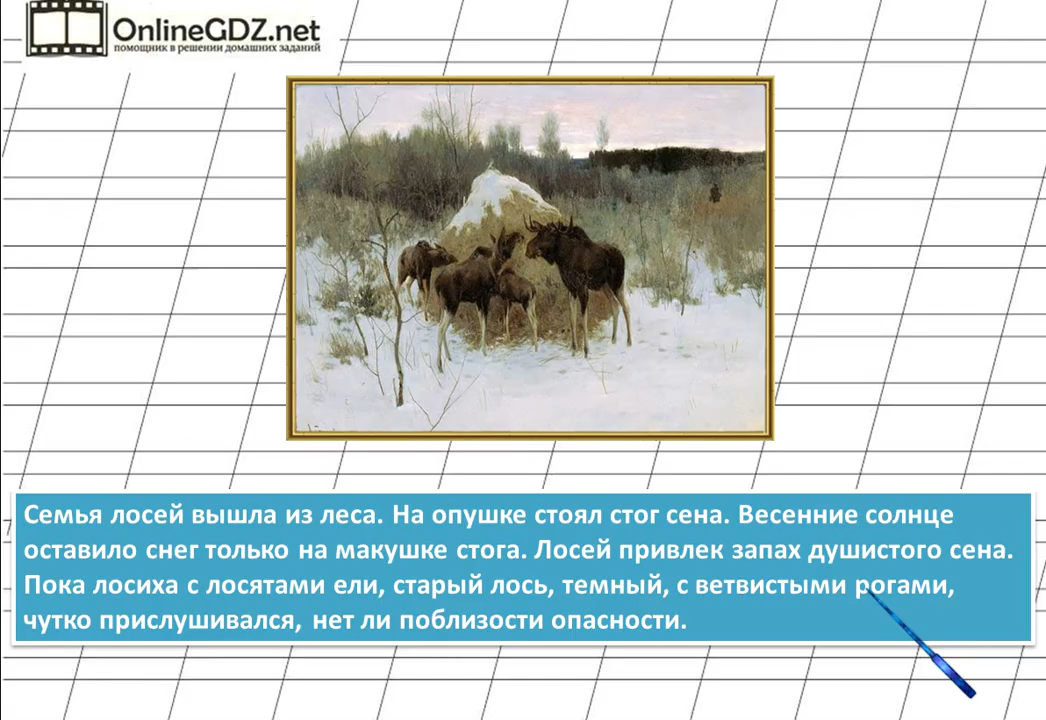 OnlineGDZ.net
помощник в решении домашних заданий
Семья лосей вышла из леса. На опушке стоял стог сена. Весенние солнце
оставило снег только на макушке стога. Лосей привлек запах душистого сена.
Пока лосиха с лосятами ели, старый лось, темный, с ветвистыми рогами,
чутко прислушивался, нет ли поблизости опасности.